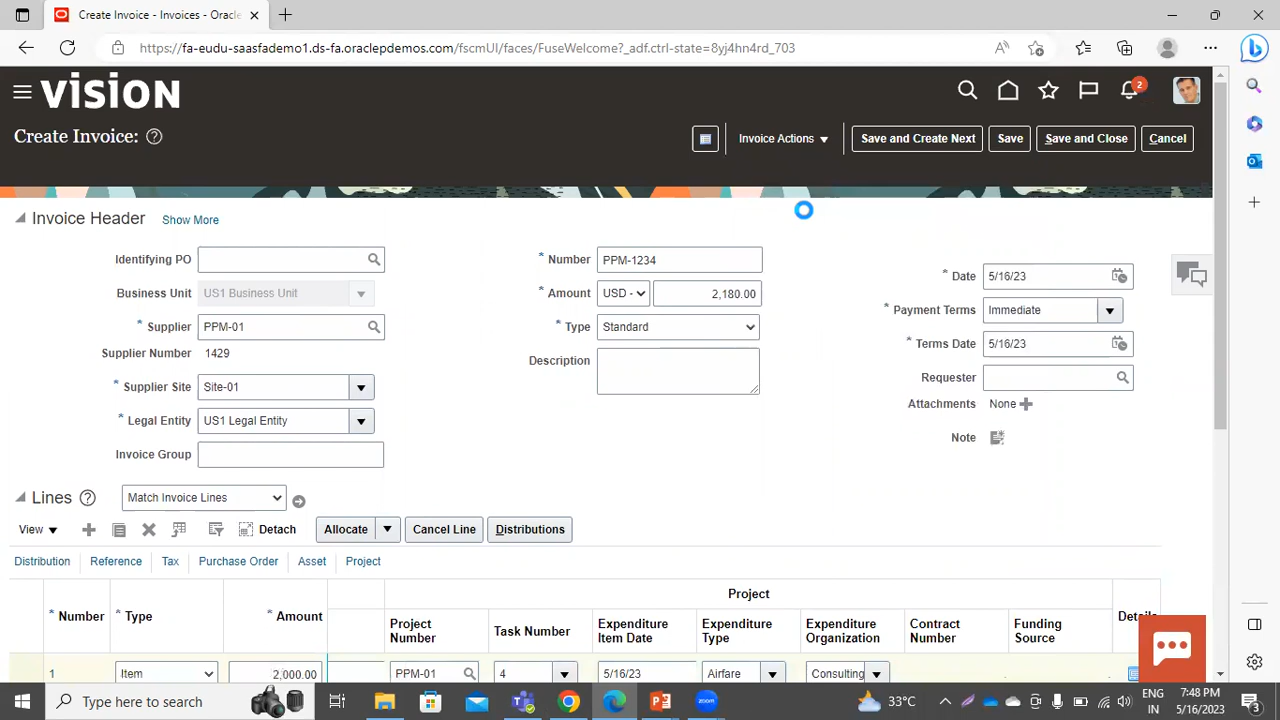 Create Invoice - Invoices - Oracle
https://fa-eudu-saasfademo1.ds-fa.oraclepdemos.com/fscmUI/faces/FuseWelcome?_adf.ctrl-state=8yj4hn4rd_703
VISION
2
Create Invoice:
Invoice Actions
Save and Create Next
Save
Save and Close
Cancel
Invoice Header
Show More
Identifying PO
Business Unit US1 Business Unit
* Supplier PPM-01
Supplier Number 1429
* Supplier Site Site-01
* Legal Entity US1 Legal Entity
Invoice Group
* Number PPM-1234
* Amount USD - 2,180.00
* Type Standard
Description
* Date 5/16/23
* Payment Terms Immediate
* Terms Date 5/16/23
Requester
Attachments None
Note
Lines Match Invoice Lines
View Detach Allocate Cancel Line Distributions
Distribution Reference Tax Purchase Order Asset Project
Project
* Number * Type * Amount Project Number Task Number Expenditure Item Date Expenditure Type Expenditure Organization Contract Number Funding Source Details
1 Item 2,000.00 PPM-01 4 5/16/23 Airfare Consulting
Type here to search
33°C
ENG
IN
7:48 PM
5/16/2023
3